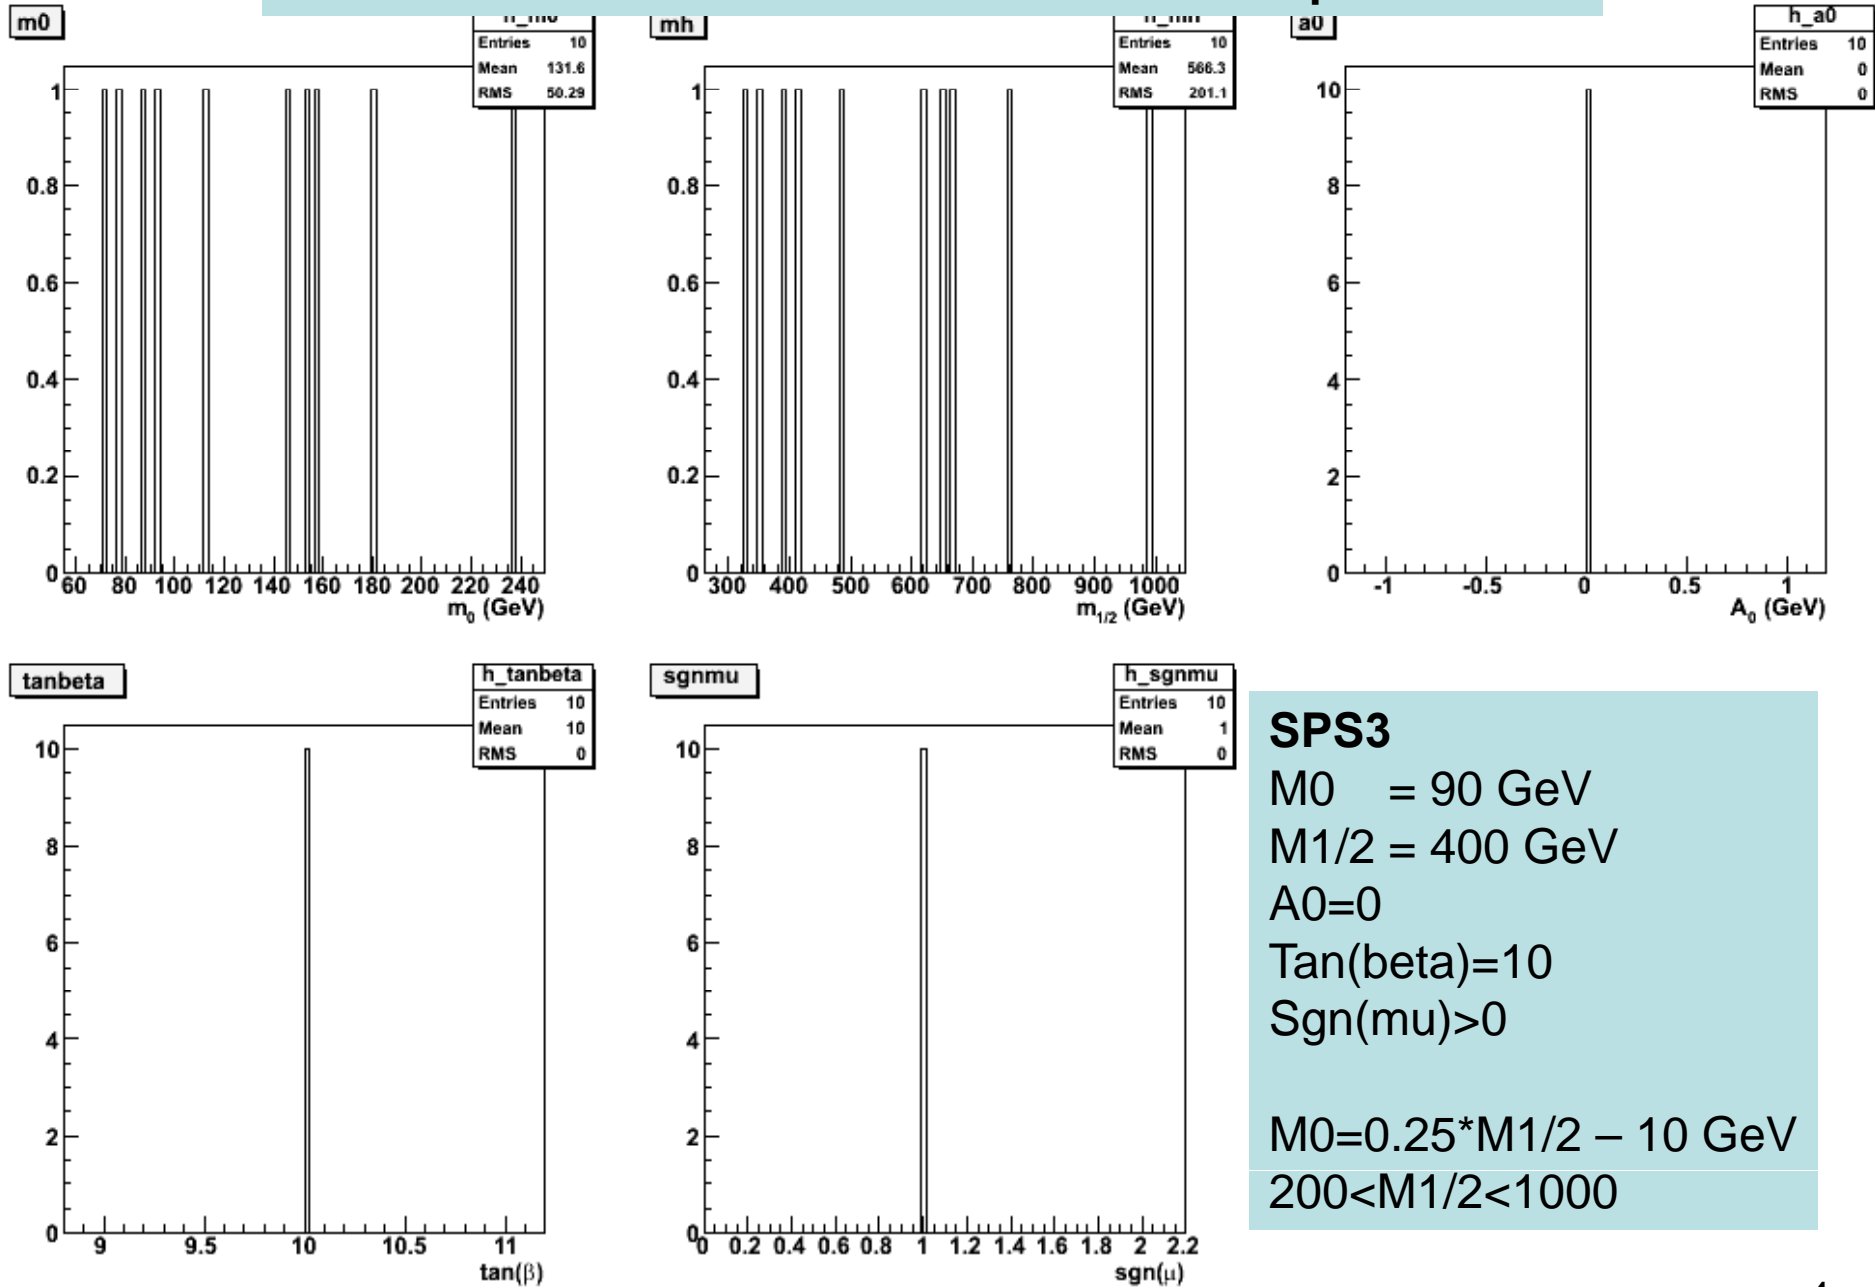 m0
Entries 10
Mean 131.6
RMS 50.29
1
0.8
0.6
0.4
0.2
0
60 80 100 120 140 160 180 200 220 240
m0 (GeV)
mh
Entries 10
Mean 566.3
RMS 201.1
1
0.8
0.6
0.4
0.2
0
300 400 500 600 700 800 900 1000
m1/2 (GeV)
a0
h_a0
Entries 10
Mean 0
RMS 0
10
8
6
4
2
0
-1 -0.5 0 0.5 1
A0 (GeV)
tanbeta
h_tanbeta
Entries 10
Mean 10
RMS 0
10
8
6
4
2
0
9 9.5 10 10.5 11
tan(β)
sgnmu
h_sgnmu
Entries 10
Mean 1
RMS 0
10
8
6
4
2
0
0 0.2 0.4 0.6 0.8 1 1.2 1.4 1.6 1.8 2 2.2
sgn(μ)
SPS3
M0 = 90 GeV
M1/2 = 400 GeV
A0=0
Tan(beta)=10
Sgn(mu)>0
M0=0.25*M1/2 – 10 GeV
200<M1/2<1000